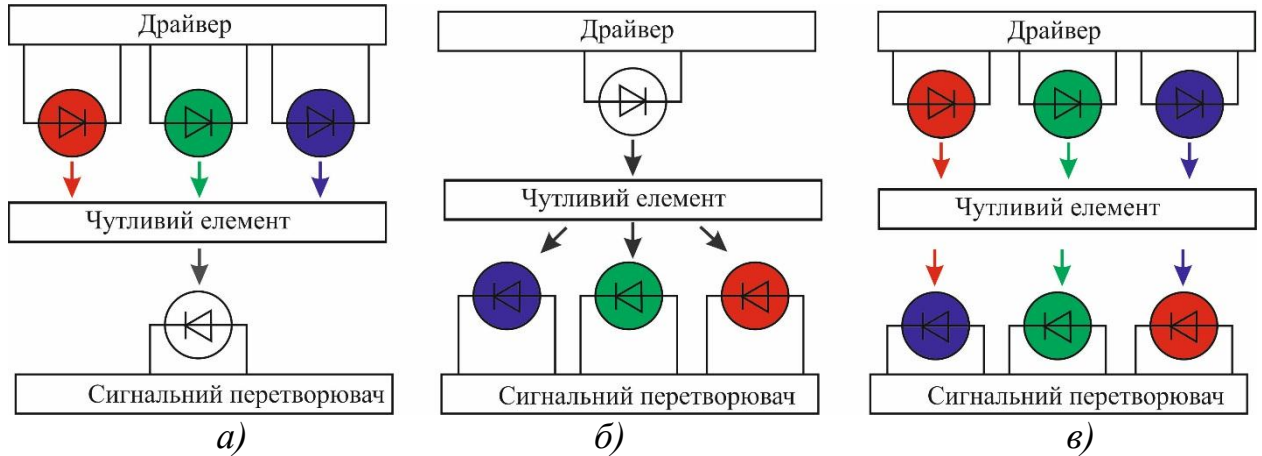 Драйвер
Чутливий елемент
Сигнальний перетворювач
а)
Драйвер
Чутливий елемент
Сигнальний перетворювач
б)
Драйвер
Чутливий елемент
Сигнальний перетворювач
в)